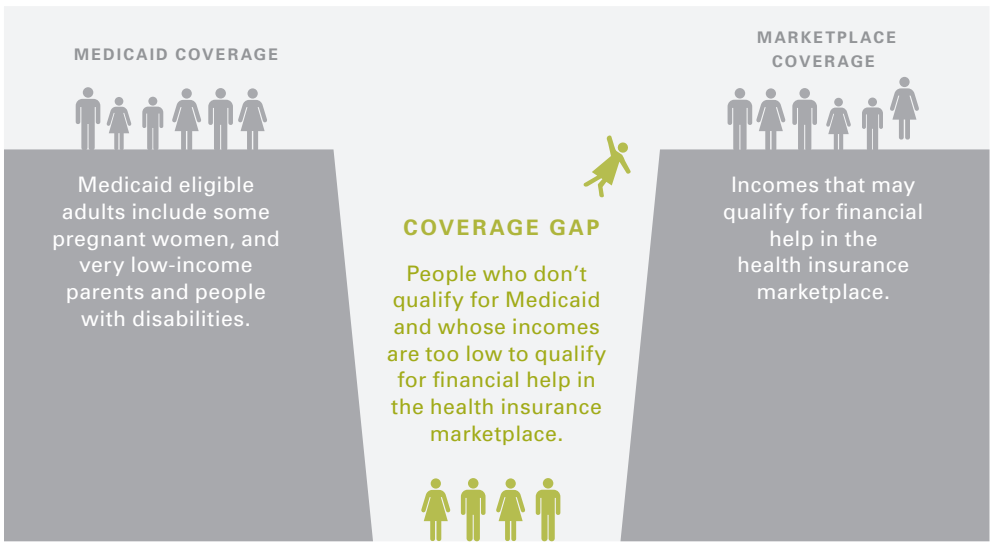 MEDICAID COVERAGE
Medicaid eligible
adults include some
pregnant women, and
very low-income
parents and people
with disabilities.
COVERAGE GAP
People who don’t
qualify for Medicaid
and whose incomes
are too low to qualify
for financial help in
the health insurance
marketplace.
MARKETPLACE
COVERAGE
Incomes that may
qualify for financial
help in the
health insurance
marketplace.